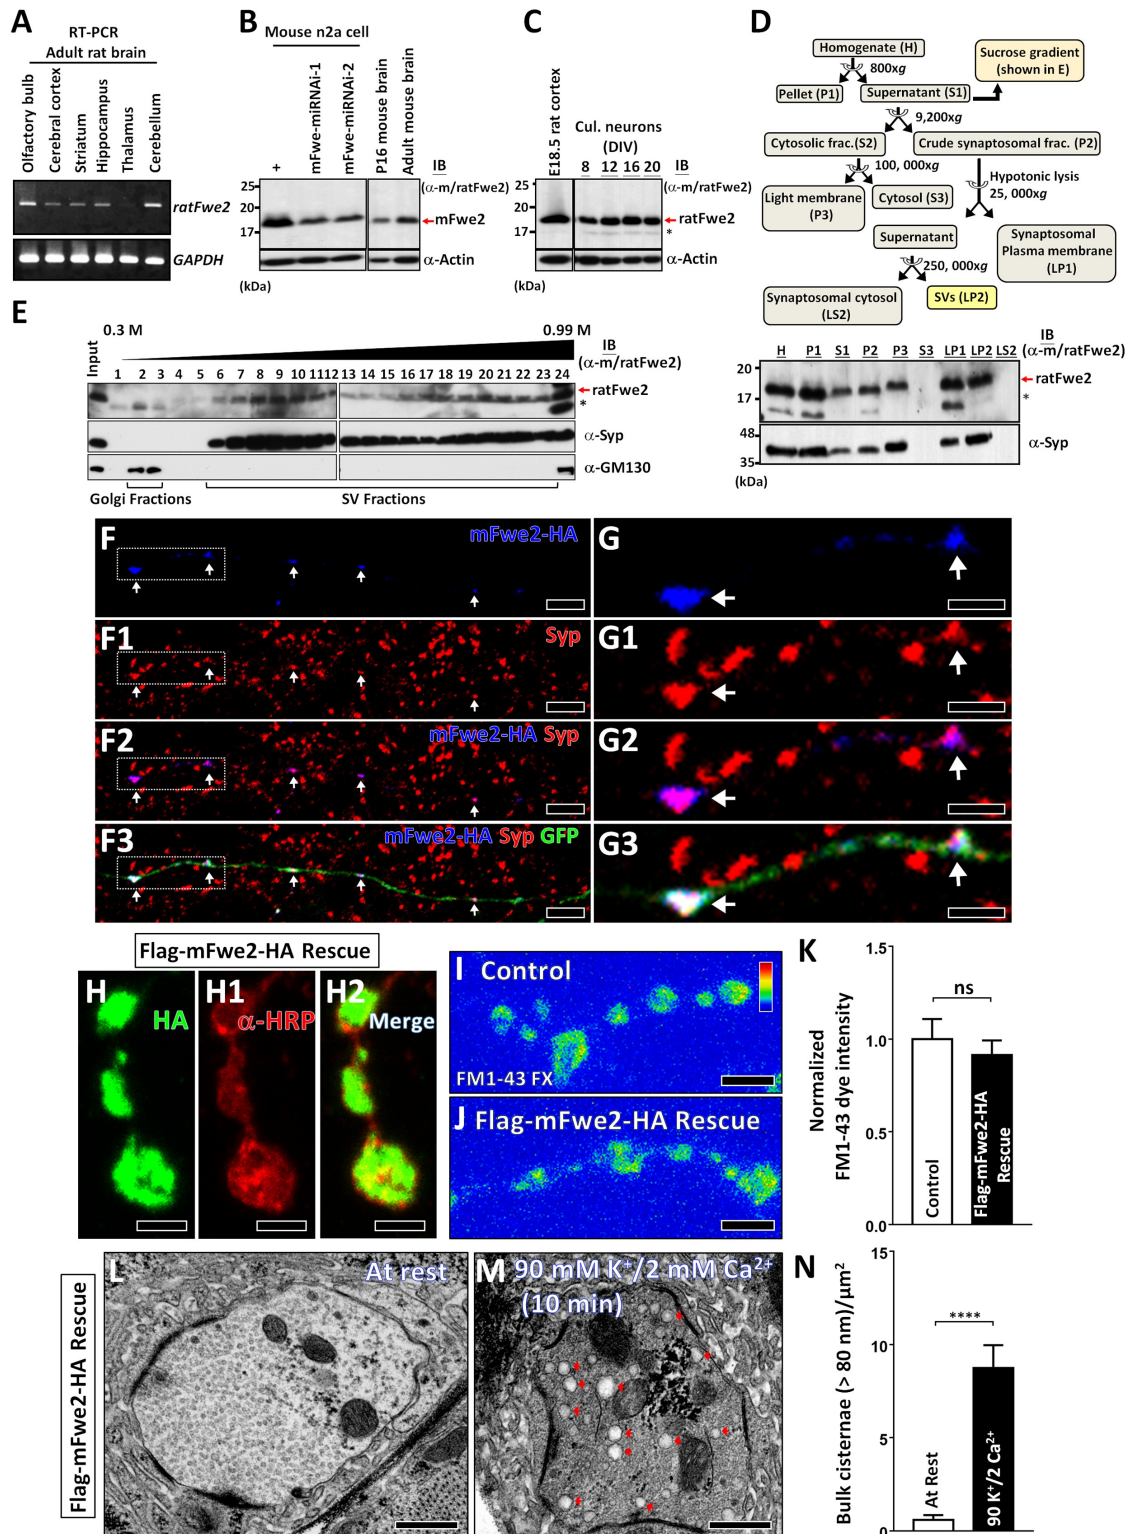 A
RT-PCR
Adult rat brain
Olfactory bulb
Cerebral cortex
Striatum
Hippocampus
Thalamus
Cerebellum
ratFwe2
GAPDH
B
Mouse n2a cell
+
mFwe-miRNAi-1
mFwe-miRNAi-2
P16 mouse brain
Adult mouse brain
IB
(α-m/ratFwe2)
25
20
17
mFwe2
α-Actin
(kDa)
C
E18.5 rat cortex
Cul. neurons
(DIV)
8 12 16 20
IB
(α-m/ratFwe2)
25
20
17
ratFwe2
*
α-Actin
(kDa)
D
Homogenate (H)
800xg
Pellet (P1)
Supernatant (S1)
Sucrose gradient
(shown in E)
9,200xg
Cytosolic frac.(S2)
Crude synaptosomal frac. (P2)
100, 000xg
Hypotonic lysis
25, 000xg
Light membrane
(P3)
Cytosol (S3)
Supernatant
Synaptosomal
Plasma membrane
(LP1)
250, 000xg
Synaptosomal cytosol
(LS2)
SVs (LP2)
H P1 S1 P2 P3 S3 LP1 LP2 LS2
IB
(α-m/ratFwe2)
20
17
ratFwe2
*
48
35
α-Syp
(kDa)
E
0.3 M
0.99 M
IB
(α-m/ratFwe2)
Input
1 2 3 4 5 6 7 8 9 10 11 12 13 14 15 16 17 18 19 20 21 22 23 24
ratFwe2
*
α-Syp
α-GM130
Golgi Fractions
SV Fractions
F
mFwe2-HA
G
F1
Syp
G1
F2
mFwe2-HA Syp
G2
F3
mFwe2-HA Syp GFP
G3
Flag-mFwe2-HA Rescue
H
HA
H1
α-HRP
H2
Merge
I Control
FM1-43 FX
J Flag-mFwe2-HA Rescue
K
Normalized
FM1-43 dye intensity
1.5
1.0
0.5
0.0
ns
Control
Flag-mFwe2-HA
Rescue
Flag-mFwe2-HA Rescue
L
At rest
M 90 mM K⁺/2 mM Ca²⁺
(10 min)
N
Bulk cisternae (> 80 nm)/μm²
15
10
5
0
****
At Rest
90 K⁺/2 Ca²⁺